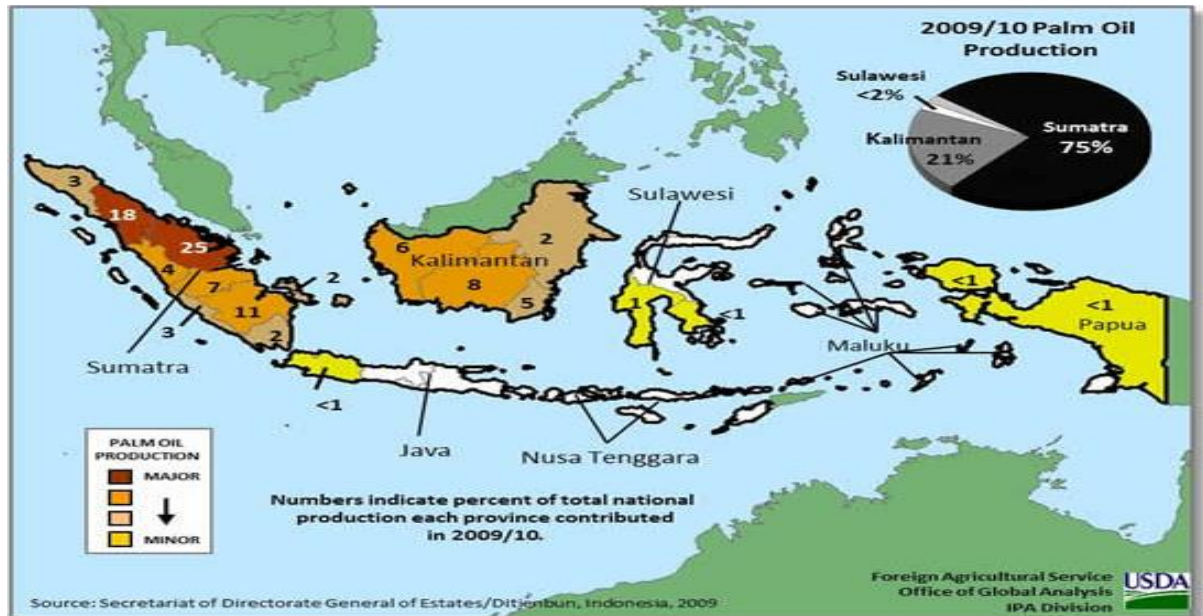 2009/10 Palm Oil
Production
Sulawesi
<2%
Sumatra
75%
Kalimantan
21%
3
18
25
4
7
2
11
3
2
Sumatra
6
2
Kalimantan
8
5
Sulawesi
1
<1
<1
<1
Papua
Maluku
<1
Java
Nusa Tenggara
PALM OIL
PRODUCTION
MAJOR
MINOR
Numbers indicate percent of total national
production each province contributed
in 2009/10.
Foreign Agricultural Service
Office of Global Analysis
IPA Division
USDA
Source: Secretariat of Directorate General of Estates/Ditjenbun, Indonesia, 2009